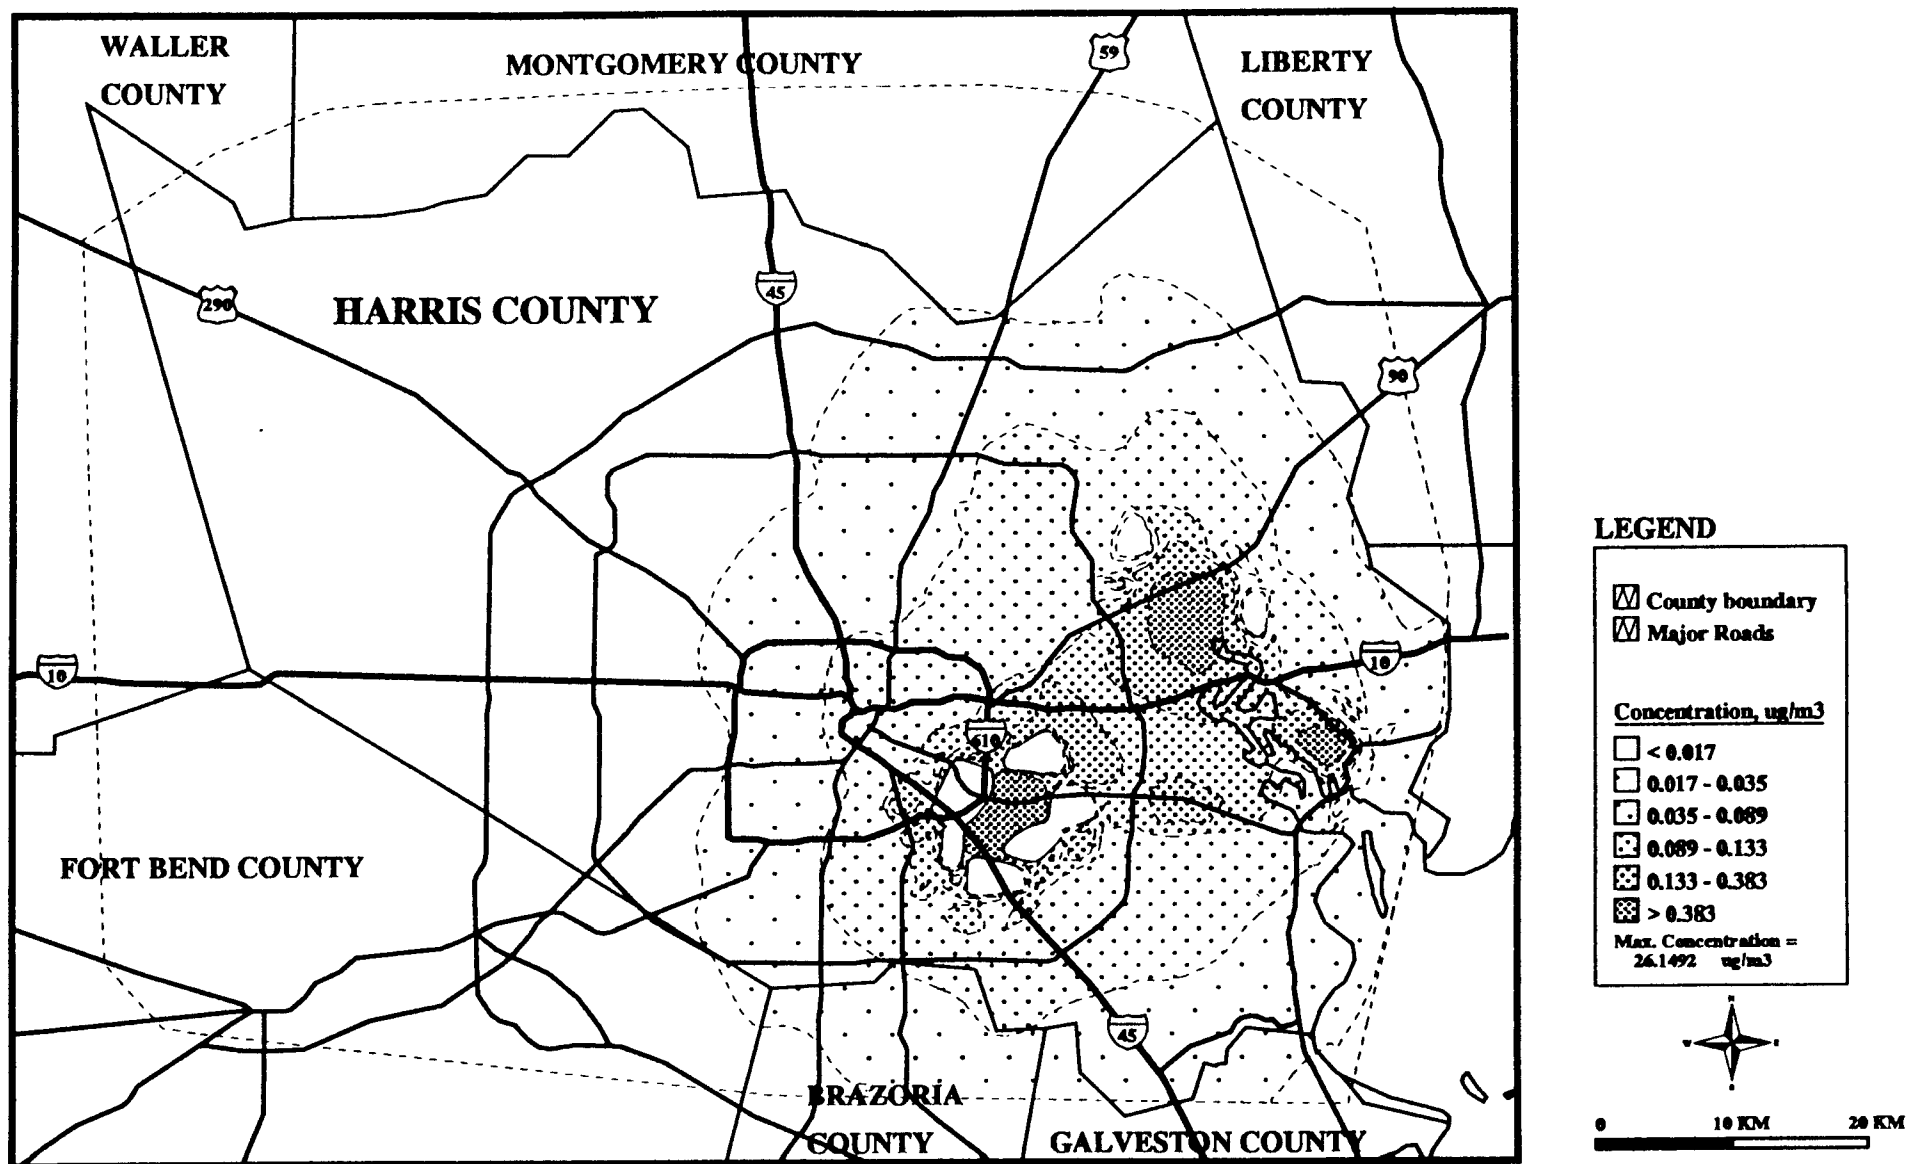 WALLER
COUNTY
MONTGOMERY COUNTY
59
LIBERTY
COUNTY
290
HARRIS COUNTY
45
90
10
10
610
FORT BEND COUNTY
45
BRAZORIA
COUNTY
GALVESTON COUNTY
LEGEND
County boundary
Major Roads
Concentration, ug/m3
< 0.017
0.017 - 0.035
0.035 - 0.089
0.089 - 0.133
0.133 - 0.383
> 0.383
Max. Concentration =
26.1492 ug/m3
0 10 KM 20 KM